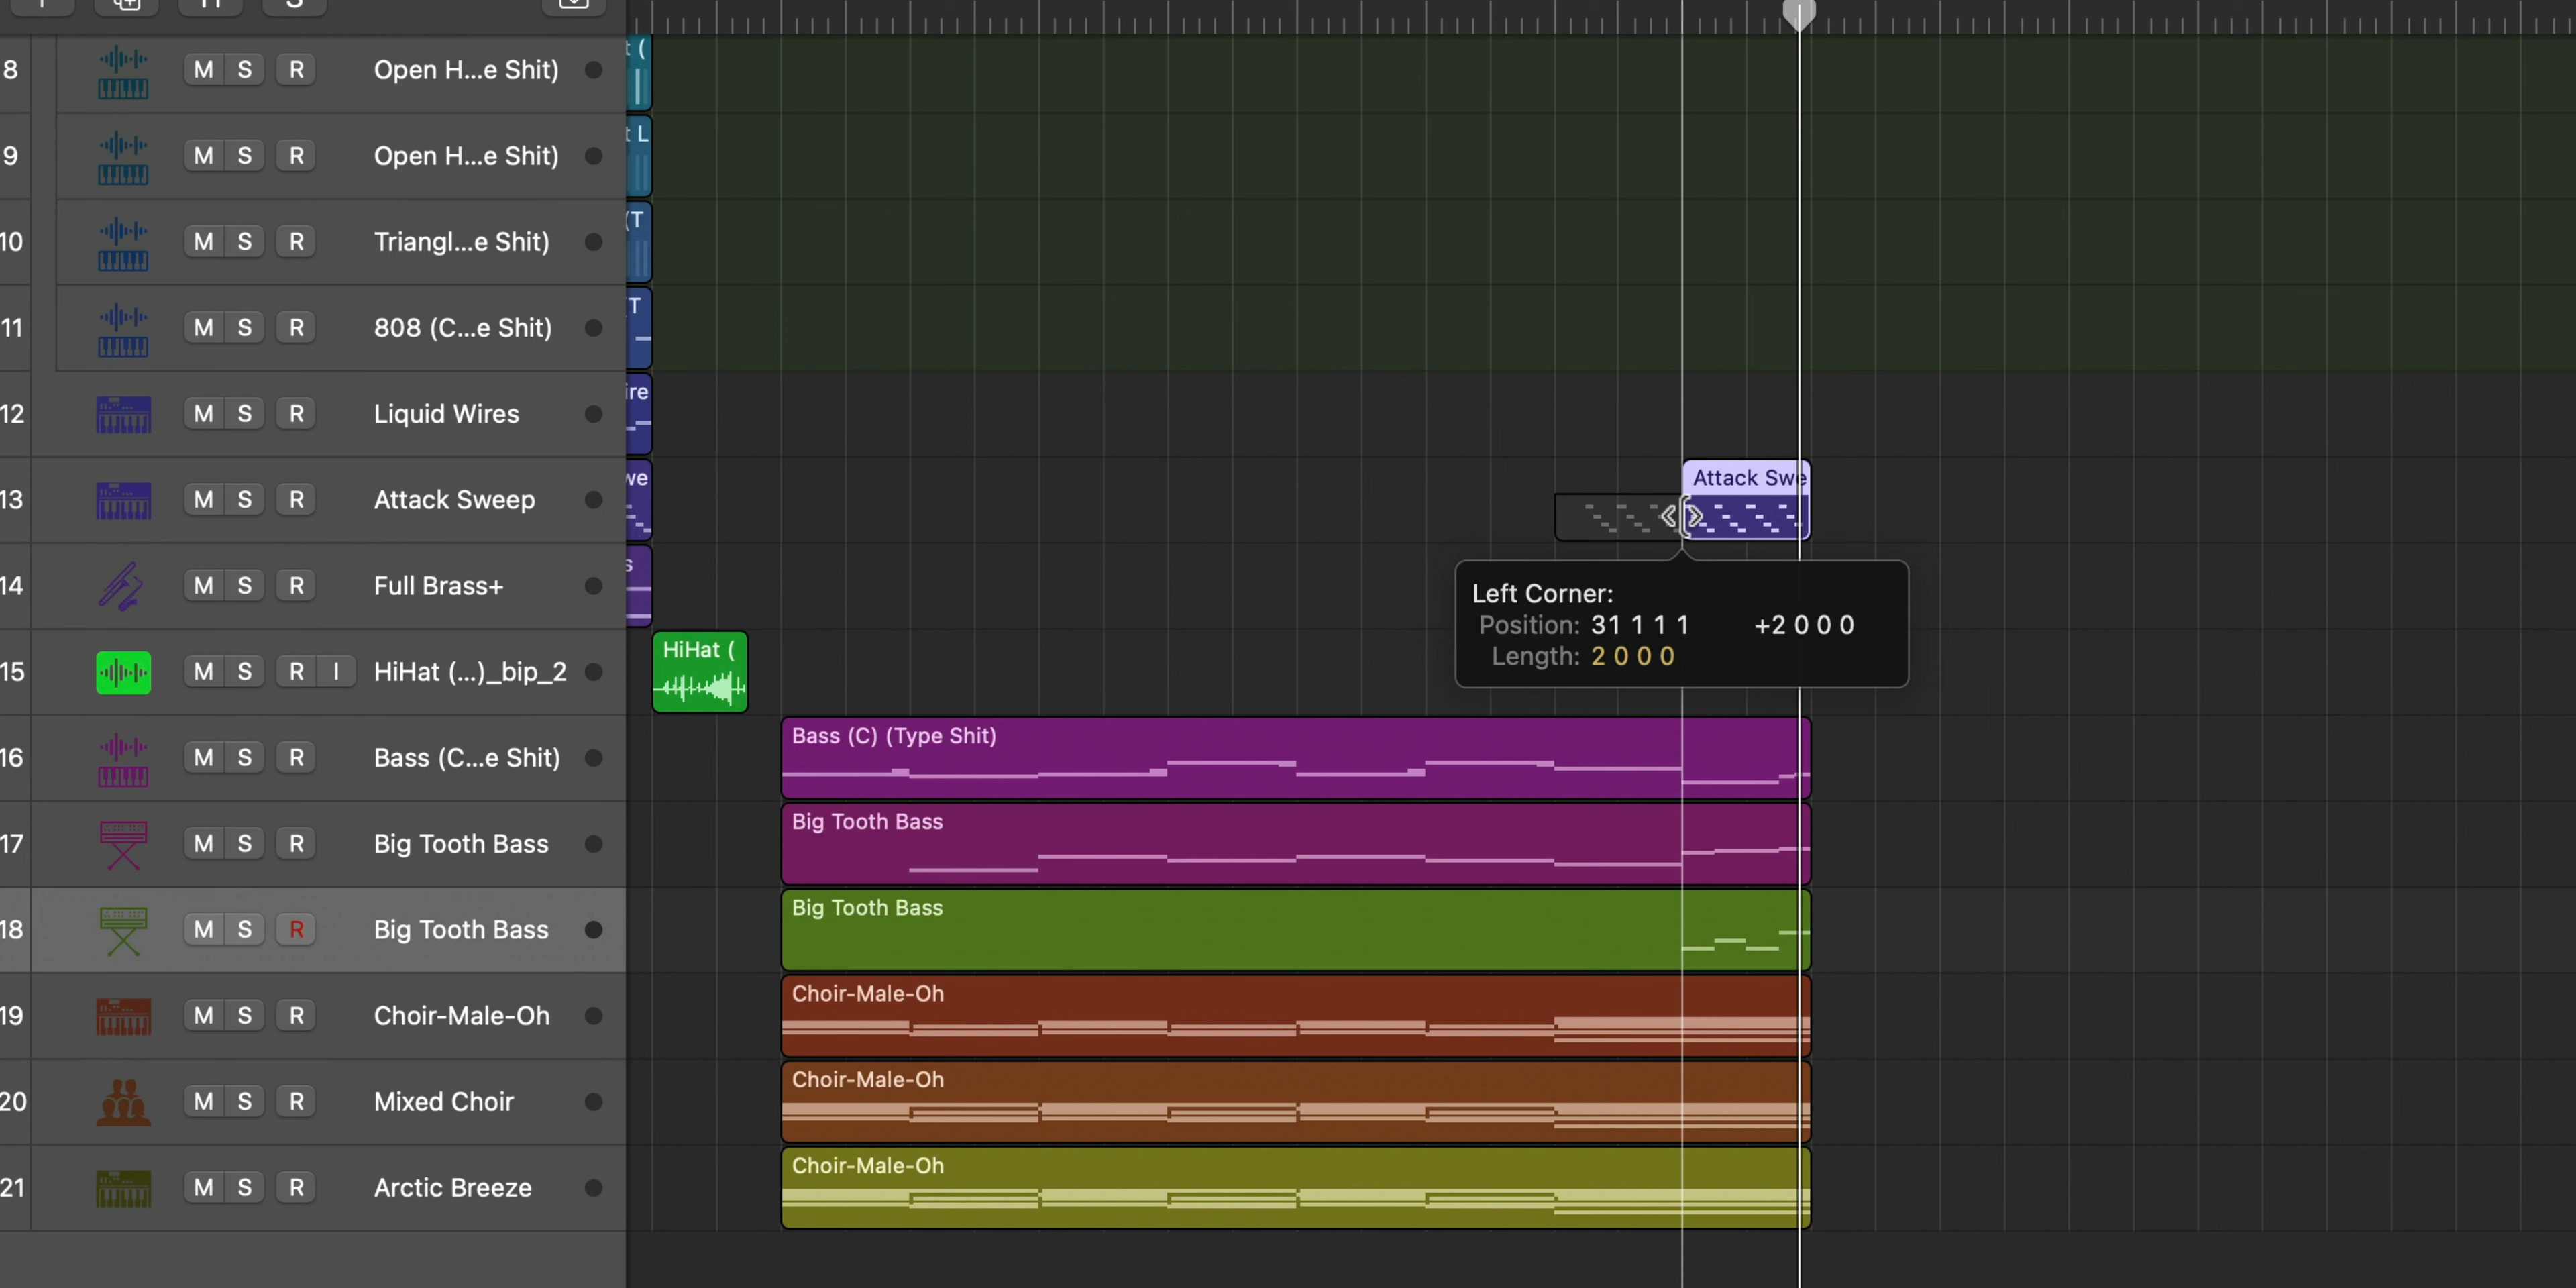 8 M S R Open H...e Shit)
t (
9 M S R Open H...e Shit)
t L
10 M S R Triangl...e Shit)
(T
11 M S R 808 (C...e Shit)
T
12 M S R Liquid Wires
ire
13 M S R Attack Sweep
we
Attack Swe
14 M S R Full Brass+
s
Left Corner:
Position: 31 1 1 1 +2 0 0 0
Length: 2 0 0 0
15 M S R I HiHat (...)_bip_2
HiHat (
16 M S R Bass (C...e Shit)
Bass (C) (Type Shit)
17 M S R Big Tooth Bass
Big Tooth Bass
18 M S R Big Tooth Bass
Big Tooth Bass
19 M S R Choir-Male-Oh
Choir-Male-Oh
20 M S R Mixed Choir
Choir-Male-Oh
21 M S R Arctic Breeze
Choir-Male-Oh